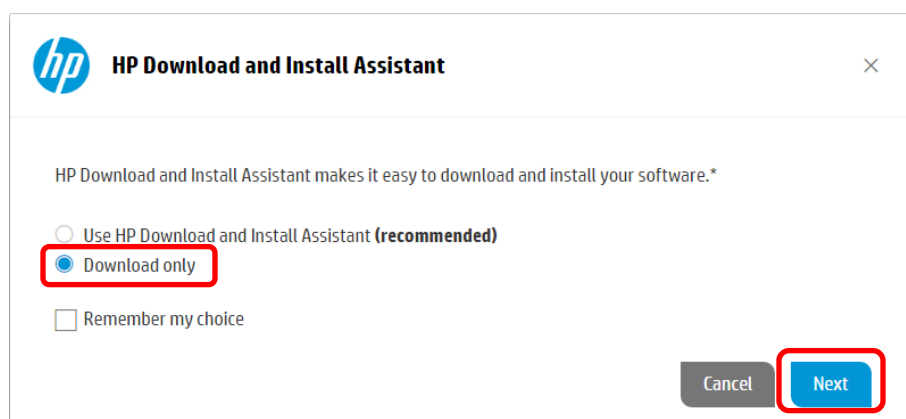 hp HP Download and Install Assistant
HP Download and Install Assistant makes it easy to download and install your software.*
Use HP Download and Install Assistant (recommended)
Download only
Remember my choice
Cancel Next